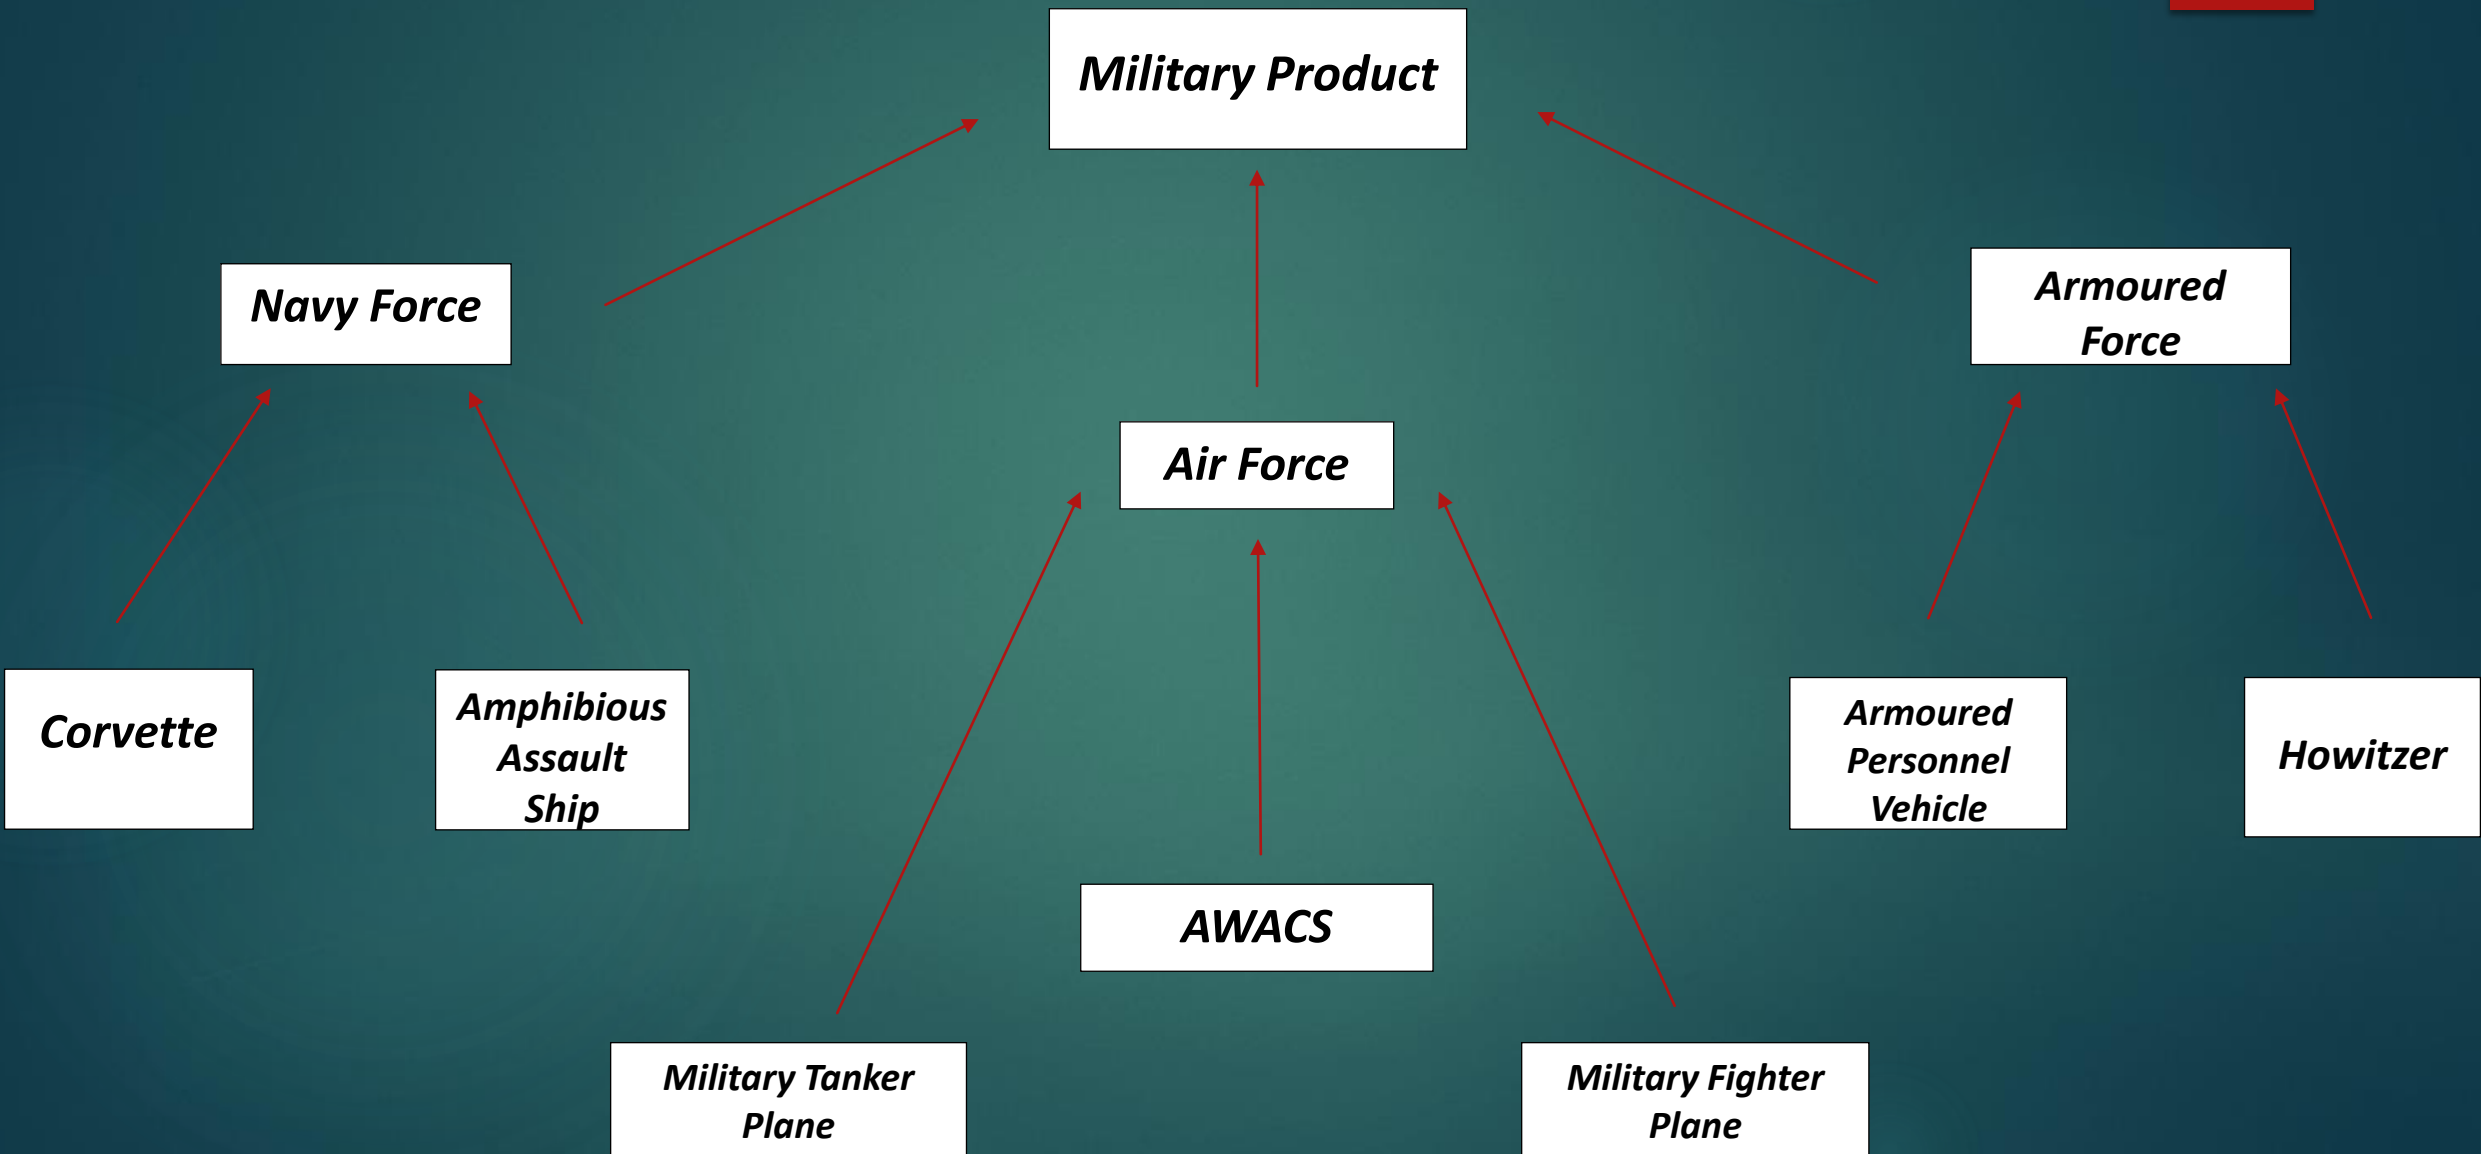 Military Product
Navy Force
Armoured
Force
Air Force
Corvette
Amphibious
Assault
Ship
Armoured
Personnel
Vehicle
Howitzer
AWACS
Military Tanker
Plane
Military Fighter
Plane